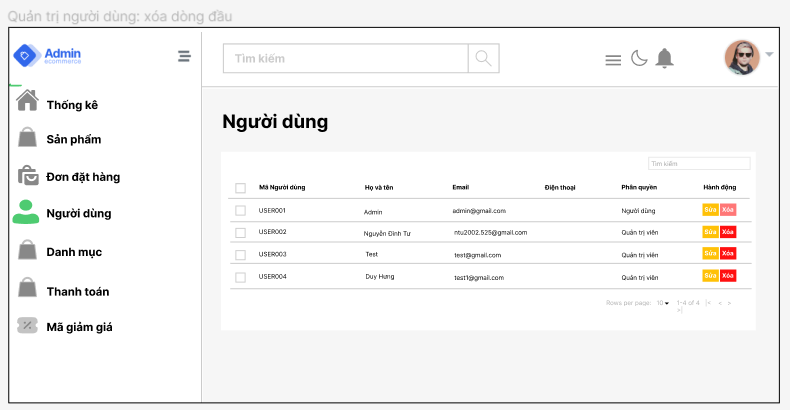 Quản trị người dùng: xóa dòng đầu
Admin
ecommerce
Tìm kiếm
Thống kê
Sản phẩm
Đơn đặt hàng
Người dùng
Danh mục
Thanh toán
Mã giảm giá
Người dùng
Tìm kiếm
Mã Người dùng Họ và tên Email Điện thoại Phân quyền Hành động
USER001 Admin admin@gmail.com Người dùng Sửa Xóa
USER002 Nguyễn Đình Tư ntu2002.525@gmail.com Quản trị viên Sửa Xóa
USER003 Test test@gmail.com Quản trị viên Sửa Xóa
USER004 Duy Hưng test1@gmail.com Quản trị viên Sửa Xóa
Rows per page: 10 1-4 of 4 |< < >
>|